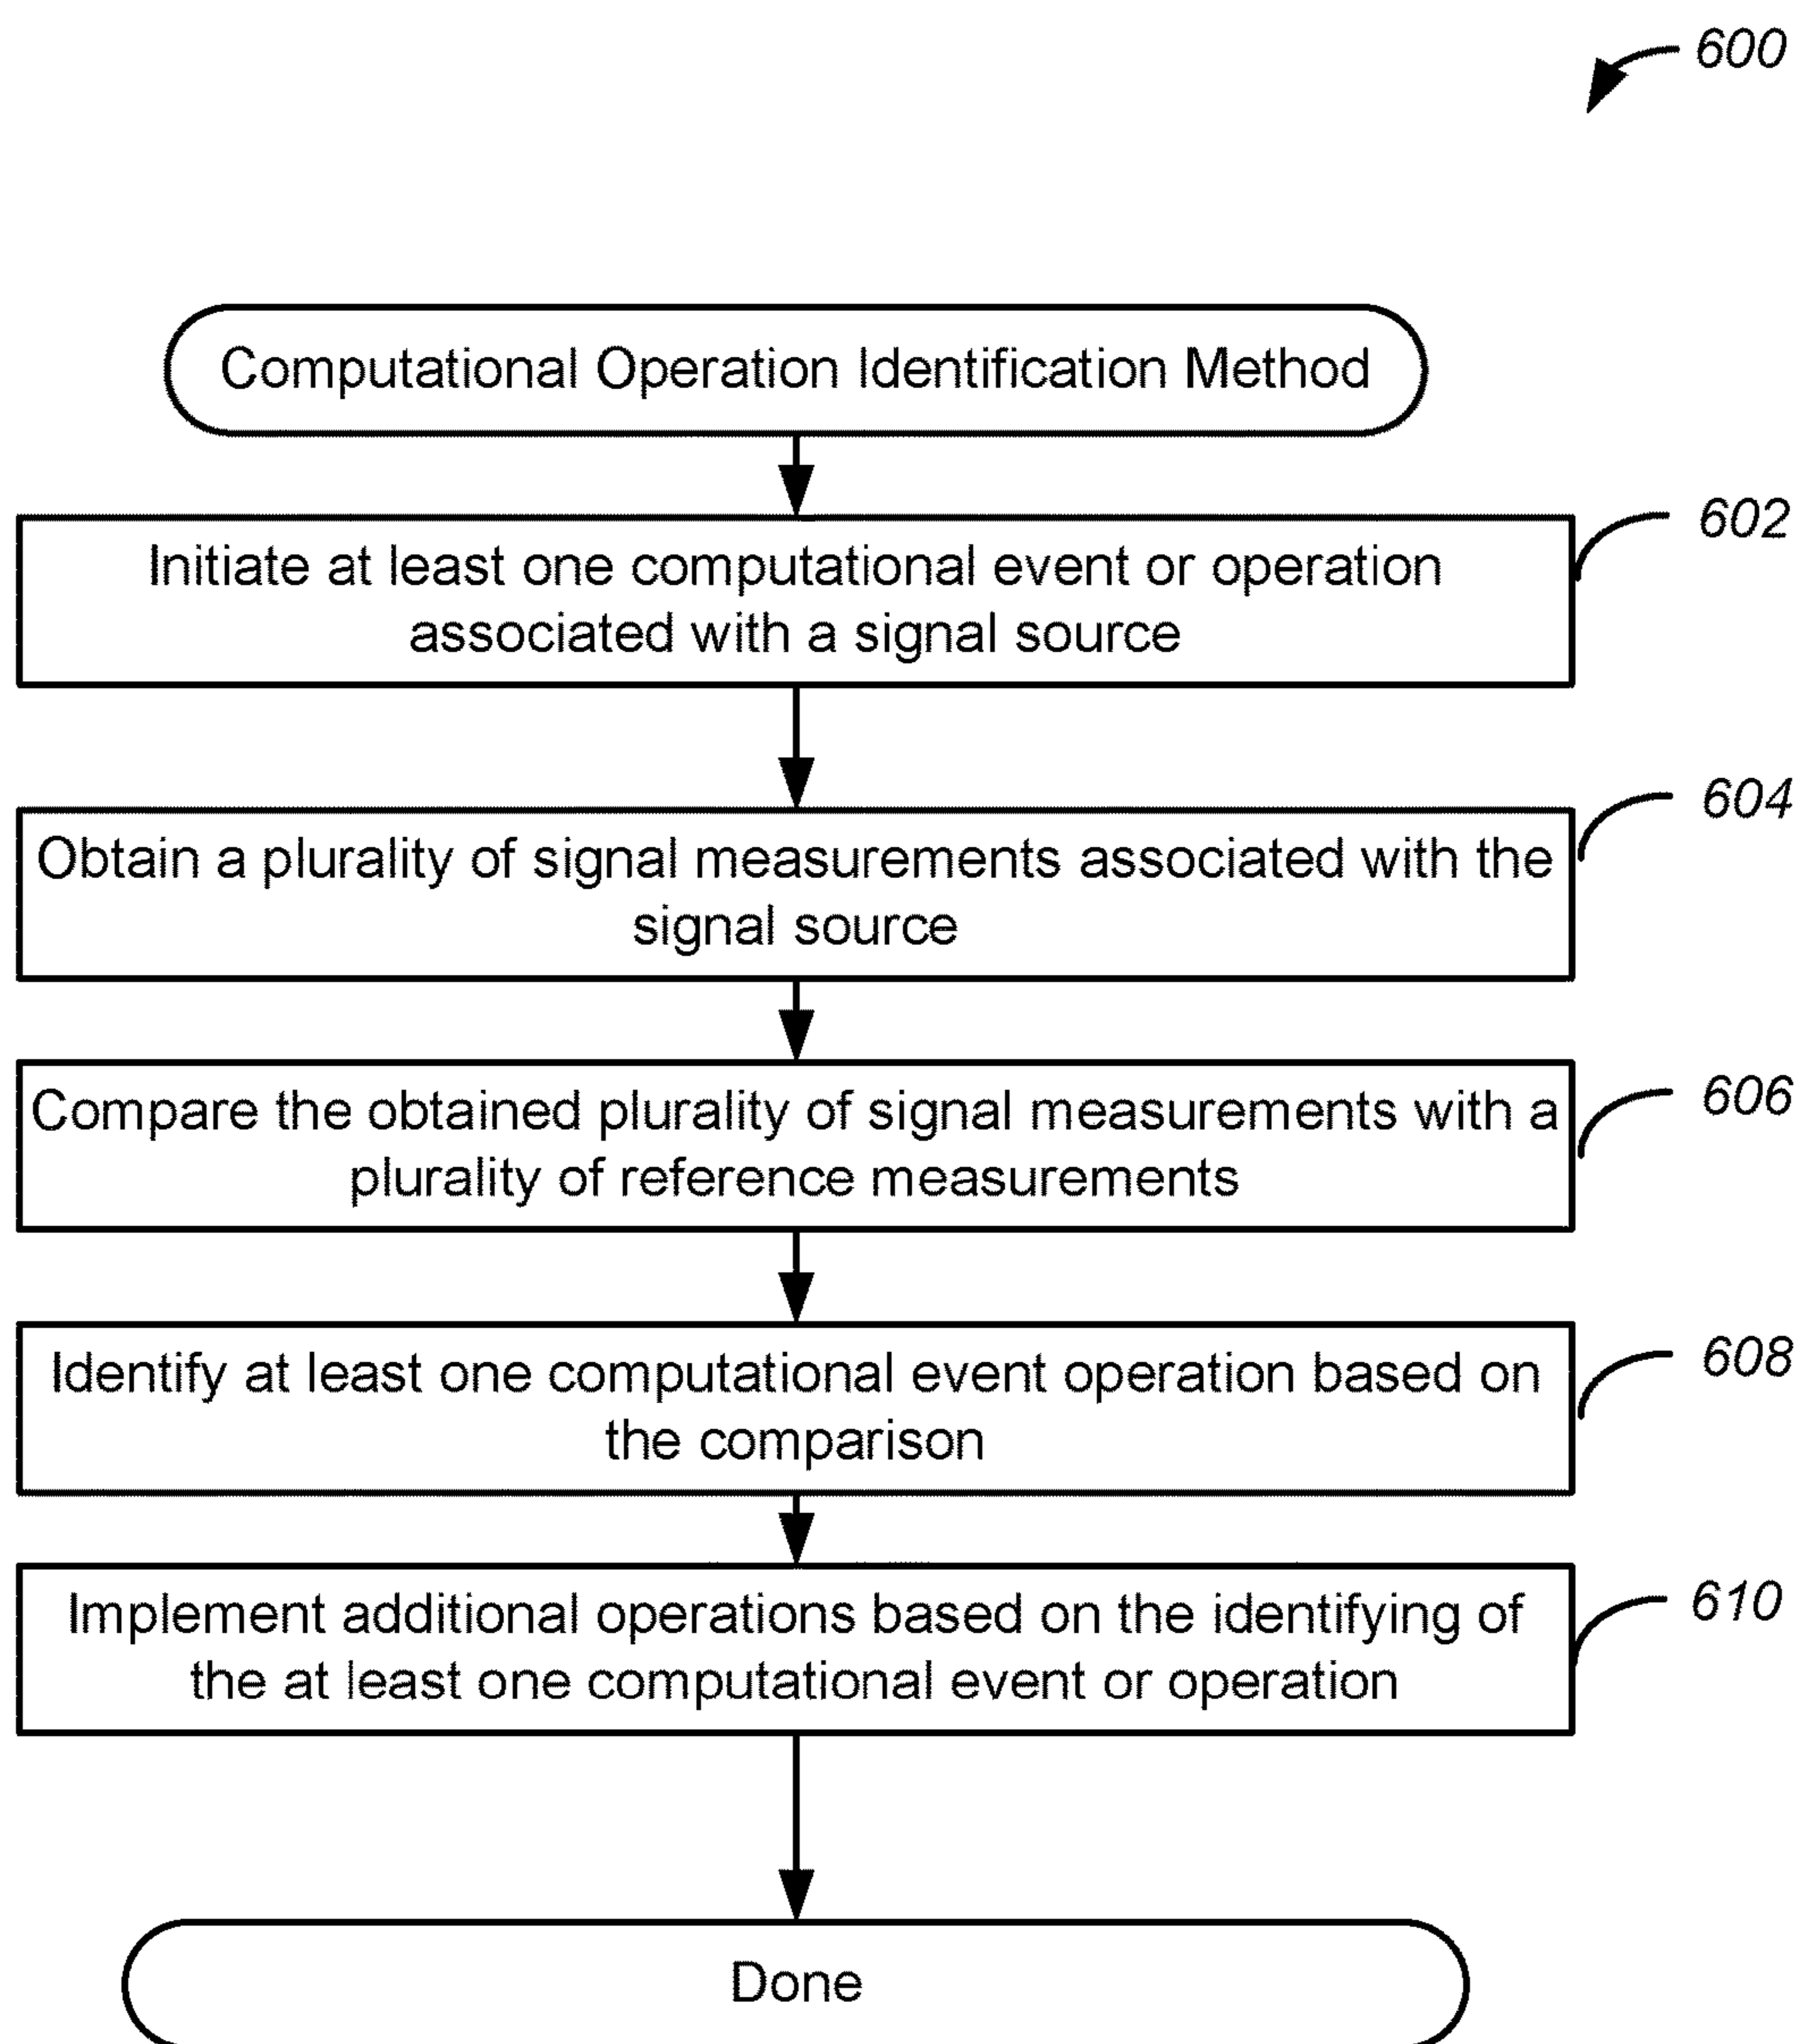 600
Computational Operation Identification Method
602
Initiate at least one computational event or operation
associated with a signal source
604
Obtain a plurality of signal measurements associated with the
signal source
606
Compare the obtained plurality of signal measurements with a
plurality of reference measurements
608
Identify at least one computational event operation based on
the comparison
610
Implement additional operations based on the identifying of
the at least one computational event or operation
Done